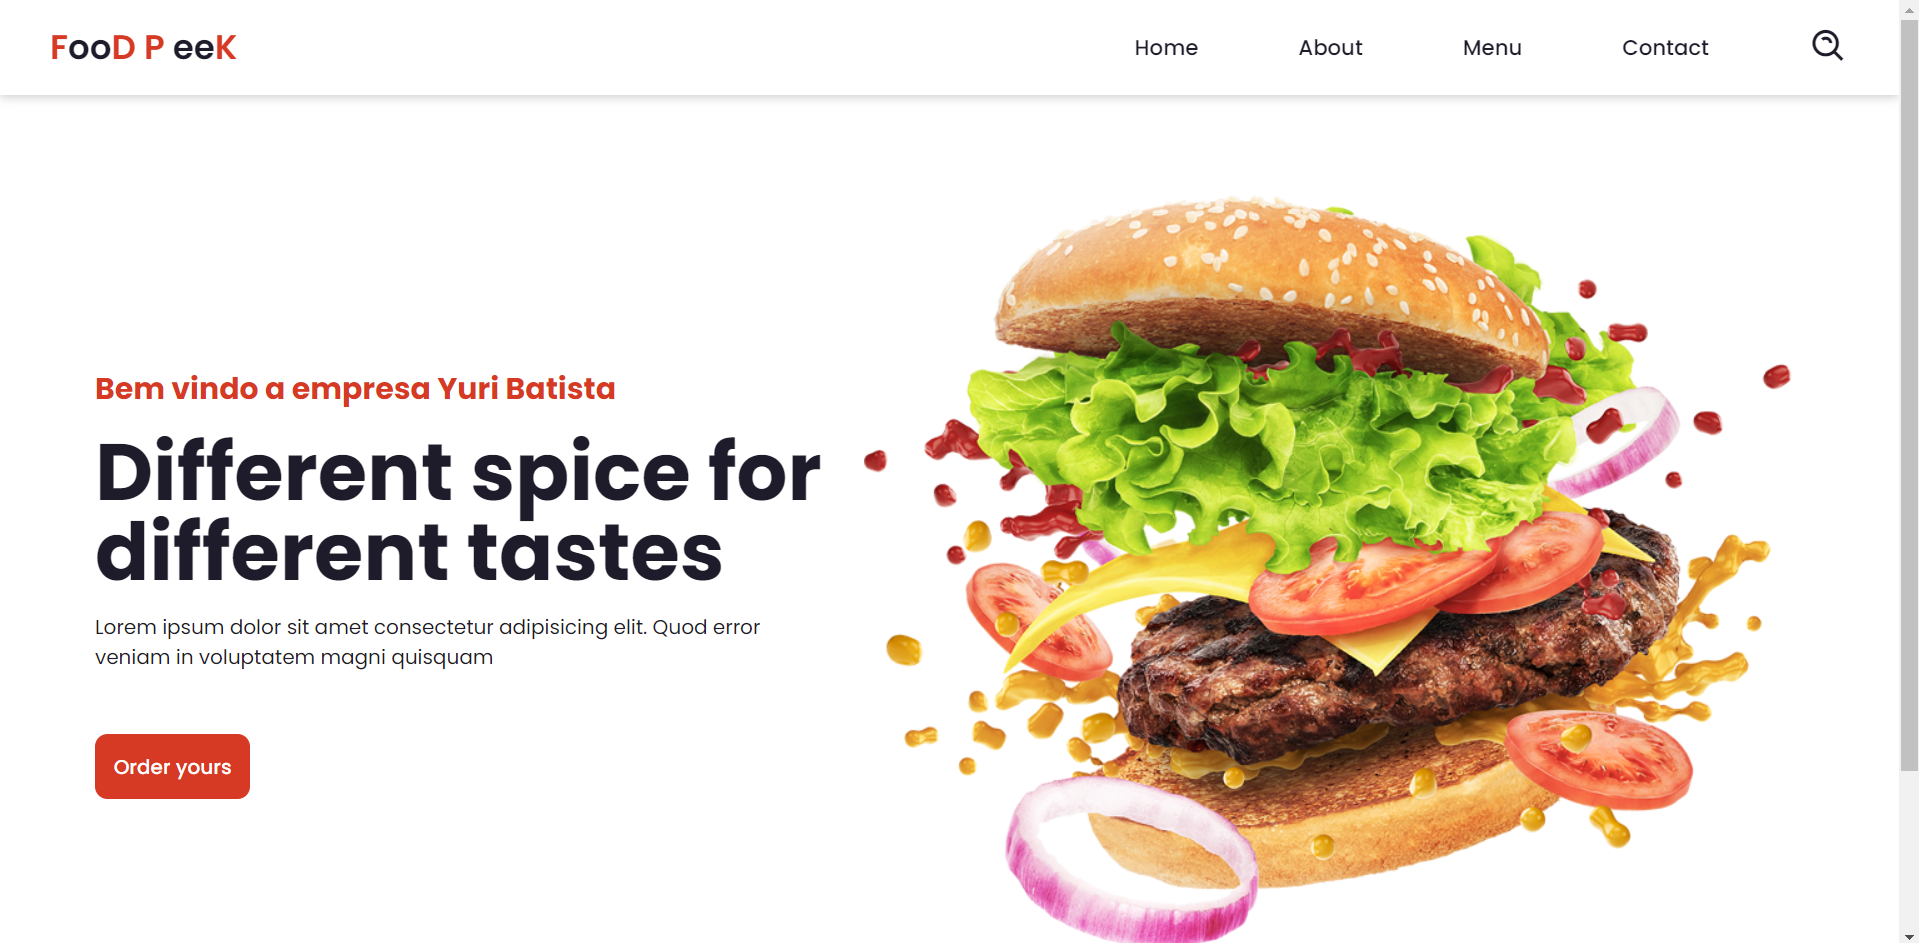 FooD P eeK
Home
About
Menu
Contact
Bem vindo a empresa Yuri Batista
Different spice for
different tastes
Lorem ipsum dolor sit amet consectetur adipisicing elit. Quod error
veniam in voluptatem magni quisquam
Order yours